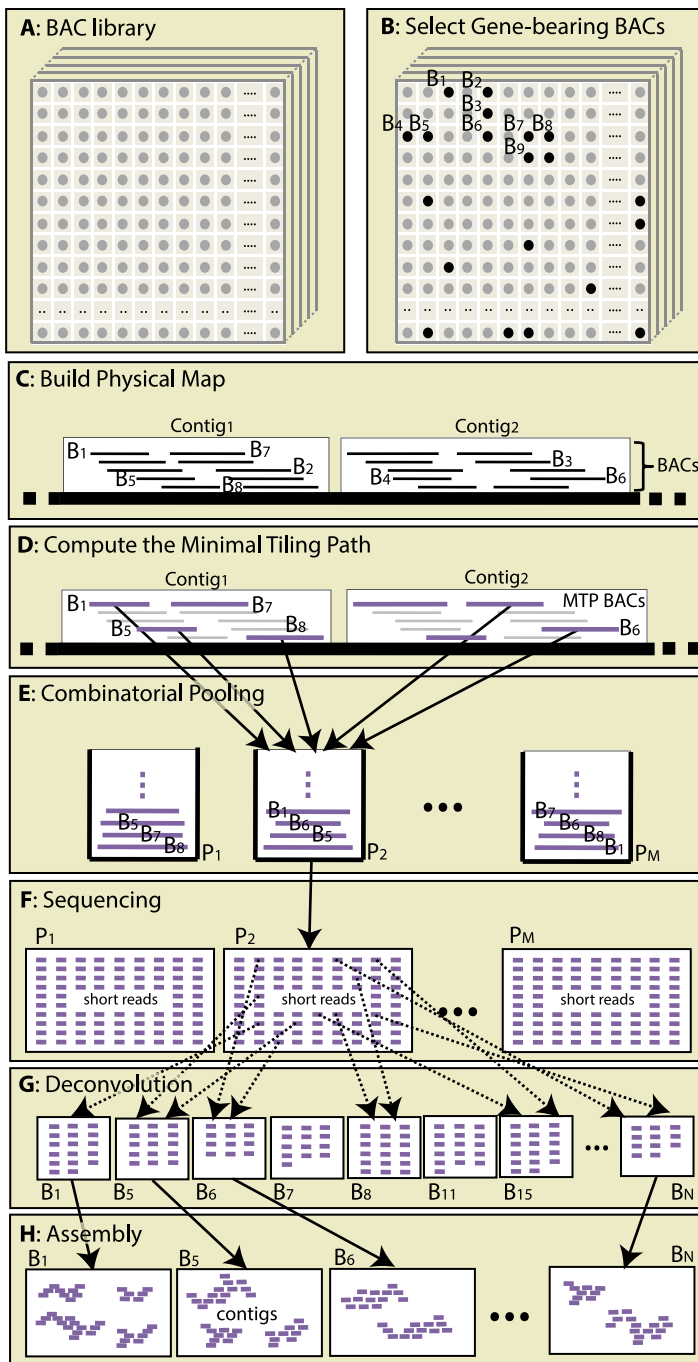 A: BAC library
B: Select Gene-bearing BACs
B1 B2
B3
B4 B5 B6 B7 B8
B9
C: Build Physical Map
Contig1 Contig2
B1 B7 B3
B5 B2 B4 B6
B8
BACs
D: Compute the Minimal Tiling Path
Contig1 Contig2
B1 B7 MTP BACs
B5 B8 B6
E: Combinatorial Pooling
B5
B7
B8
P1
B1
B6
B5
P2
B7
B6
B8
B1
PM
F: Sequencing
P1 P2 PM
short reads short reads short reads
G: Deconvolution
B1 B5 B6 B7 B8 B11 B15 BN
H: Assembly
B1 B5 B6 BN
contigs